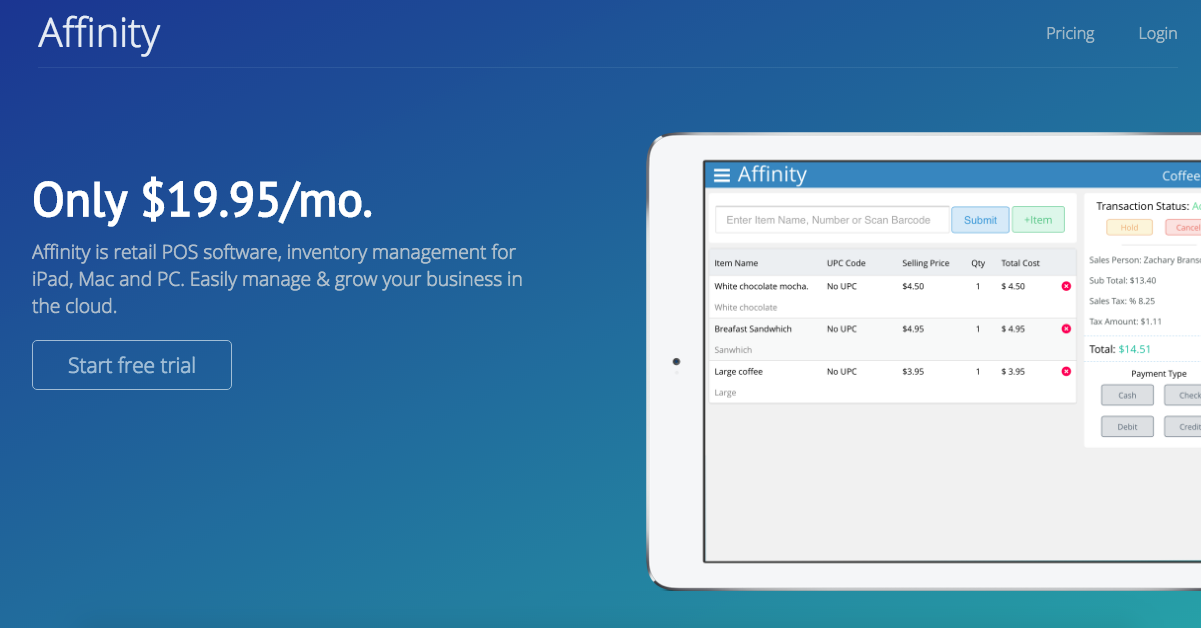 Affinity
Pricing
Login
Only $19.95/mo.
Affinity is retail POS software, inventory management for
iPad, Mac and PC. Easily manage & grow your business in
the cloud.
Start free trial
Affinity
Coffee
Enter Item Name, Number or Scan Barcode
Submit
+Item
Item Name UPC Code Selling Price Qty Total Cost
White chocolate mocha. No UPC $4.50 1 $ 4.50
White chocolate
Breafast Sandwhich No UPC $4.95 1 $ 4.95
Sanwhich
Large coffee No UPC $3.95 1 $ 3.95
Large
Transaction Status:
Hold
Cancel
Sales Person: Zachary
Sub Total: $13.40
Sales Tax: % 8.25
Tax Amount: $1.11
Total: $14.51
Payment Type
Cash
Check
Debit
Credit